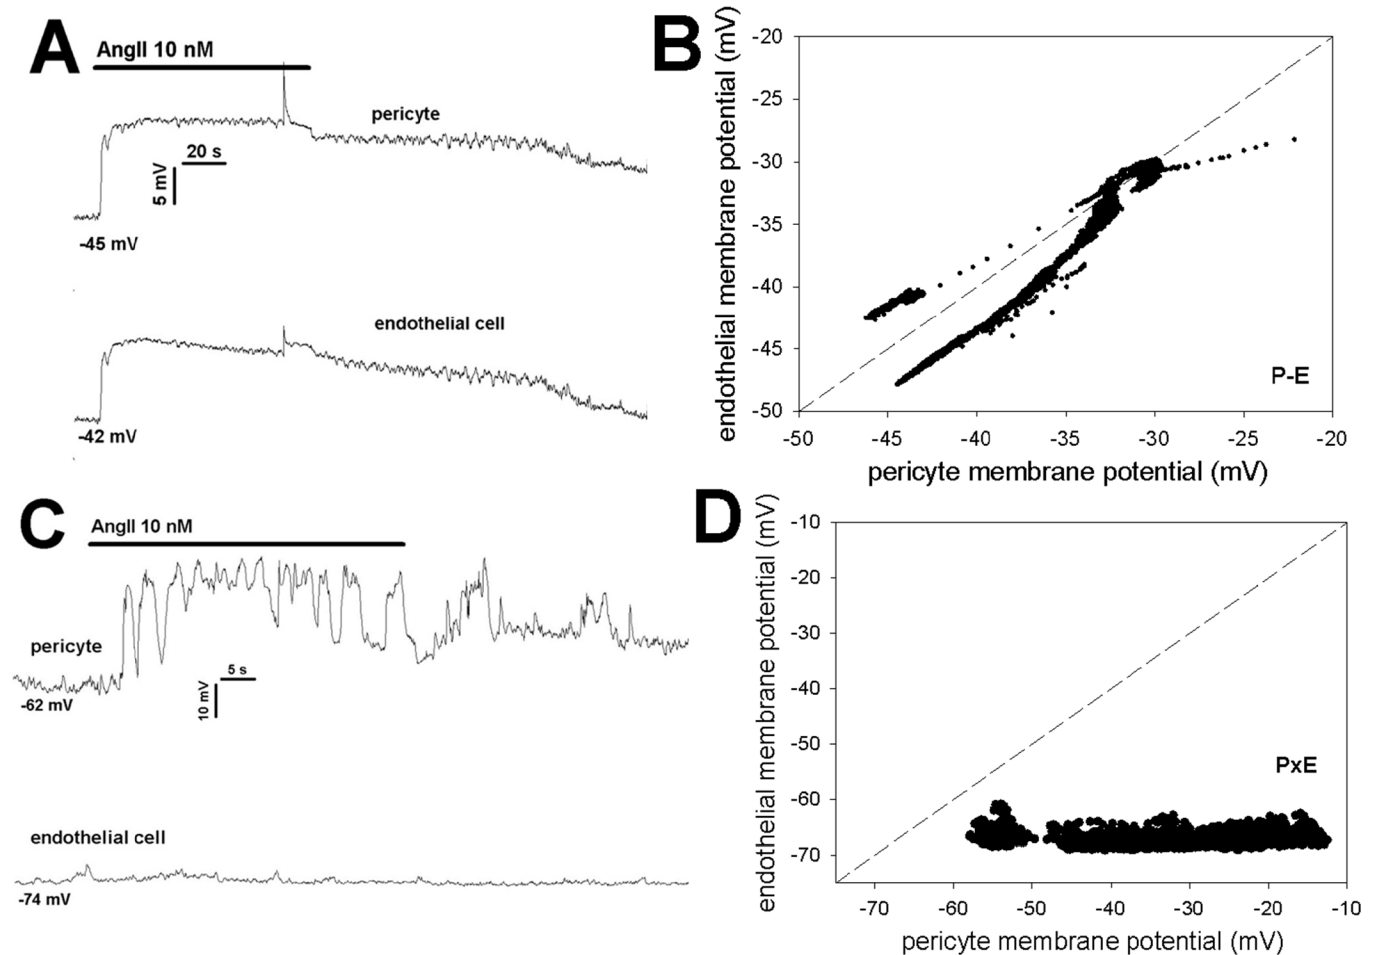 A
AngII 10 nM
pericyte
20 s
5 mV
-45 mV
endothelial cell
-42 mV
B
endothelial membrane potential (mV)
-20
-25
-30
-35
-40
-45
-50
P-E
-50 -45 -40 -35 -30 -25 -20
pericyte membrane potential (mV)
C
AngII 10 nM
pericyte
5 s
10 mV
-62 mV
endothelial cell
-74 mV
D
endothelial membrane potential (mV)
-10
-20
-30
-40
-50
-60
-70
PxE
-70 -60 -50 -40 -30 -20 -10
pericyte membrane potential (mV)